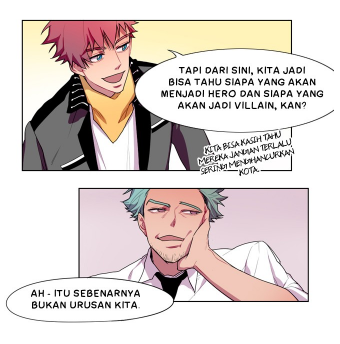 TAPI DARI SINI, KITA JADI
BISA TAHU SIAPA YANG AKAN
MENJADI HERO DAN SIAPA YANG
AKAN JADI VILLAIN, KAN?
KITA BISA KASIH TAHU
MEREKA JANGAN TERLALU
SERING MENGHANCURKAN
KOTA.
AH - ITU SEBENARNYA
BUKAN URUSAN KITA.